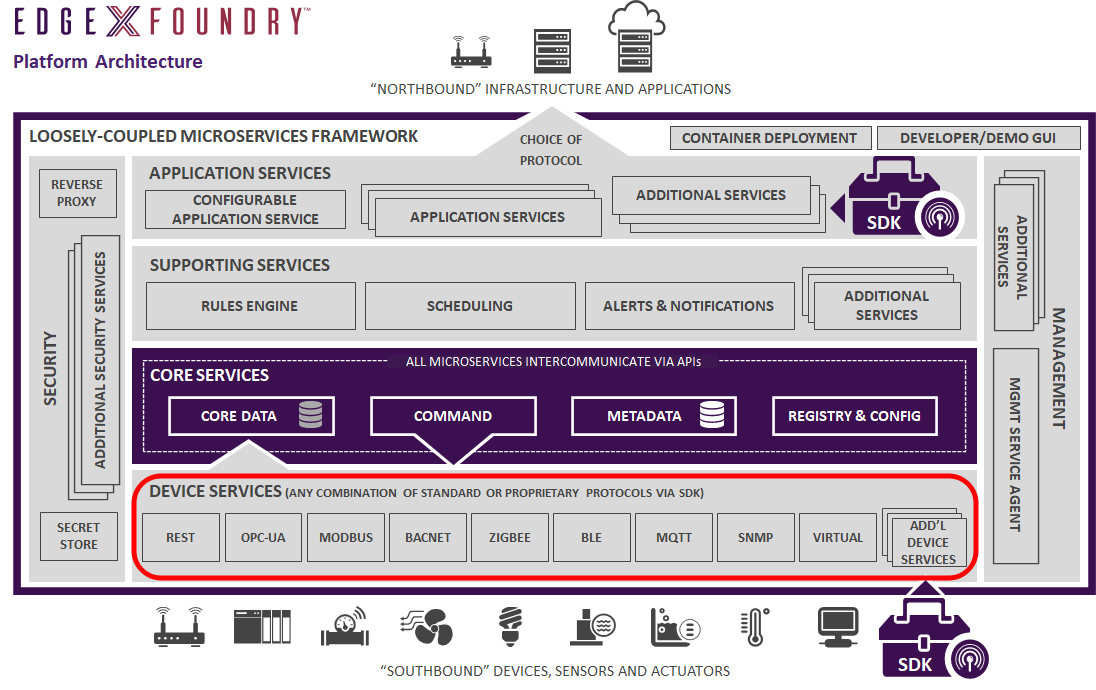 EDGE X FOUNDRY™
Platform Architecture
“NORTHBOUND” INFRASTRUCTURE AND APPLICATIONS
LOOSELY-COUPLED MICROSERVICES FRAMEWORK
CHOICE OF
PROTOCOL
CONTAINER DEPLOYMENT
DEVELOPER/DEMO GUI
REVERSE
PROXY
SECURITY
ADDITIONAL SECURITY SERVICES
SECRET
STORE
APPLICATION SERVICES
CONFIGURABLE
APPLICATION SERVICE
APPLICATION SERVICES
ADDITIONAL SERVICES
SDK
SUPPORTING SERVICES
RULES ENGINE
SCHEDULING
ALERTS & NOTIFICATIONS
ADDITIONAL
SERVICES
ALL MICROSERVICES INTERCOMMUNICATE VIA APIs
CORE SERVICES
CORE DATA
COMMAND
METADATA
REGISTRY & CONFIG
DEVICE SERVICES (ANY COMBINATION OF STANDARD OR PROPRIETARY PROTOCOLS VIA SDK)
REST
OPC-UA
MODBUS
BACNET
ZIGBEE
BLE
MQTT
SNMP
VIRTUAL
ADD’L
DEVICE
SERVICES
ADDITIONAL
SERVICES
MANAGEMENT
MGMT SERVICE AGENT
“SOUTHBOUND” DEVICES, SENSORS AND ACTUATORS
SDK